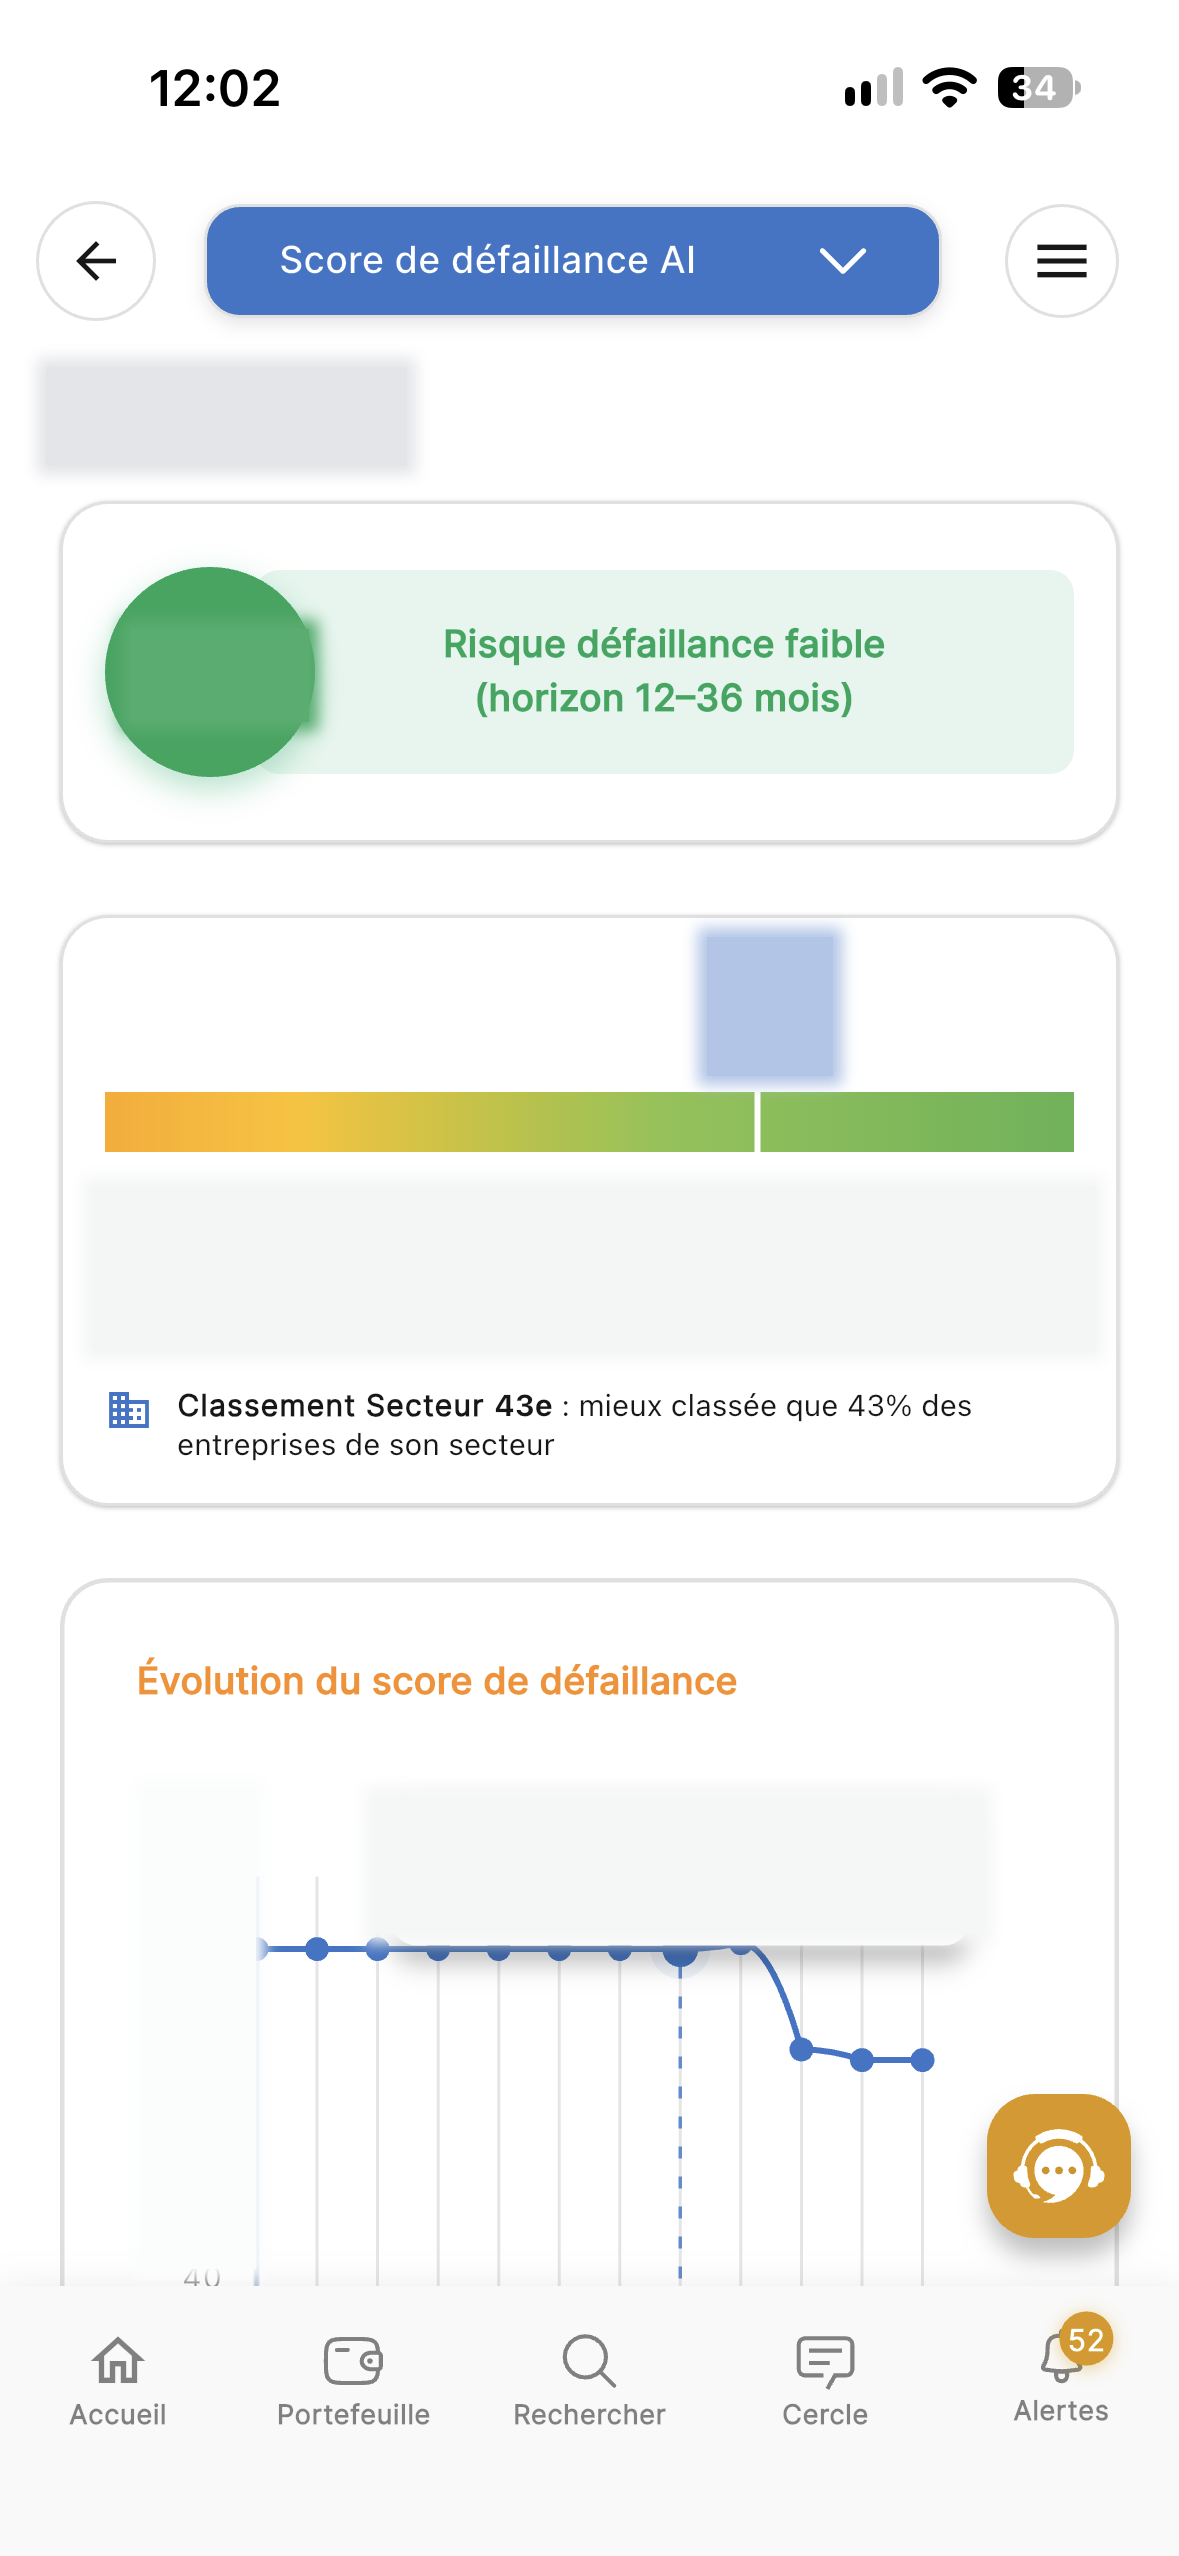 12:02
34
Score de défaillance AI
Risque défaillance faible
(horizon 12–36 mois)
Classement Secteur 43e : mieux classée que 43% des
entreprises de son secteur
Évolution du score de défaillance
40
Accueil
Portefeuille
Rechercher
Cercle
52
Alertes